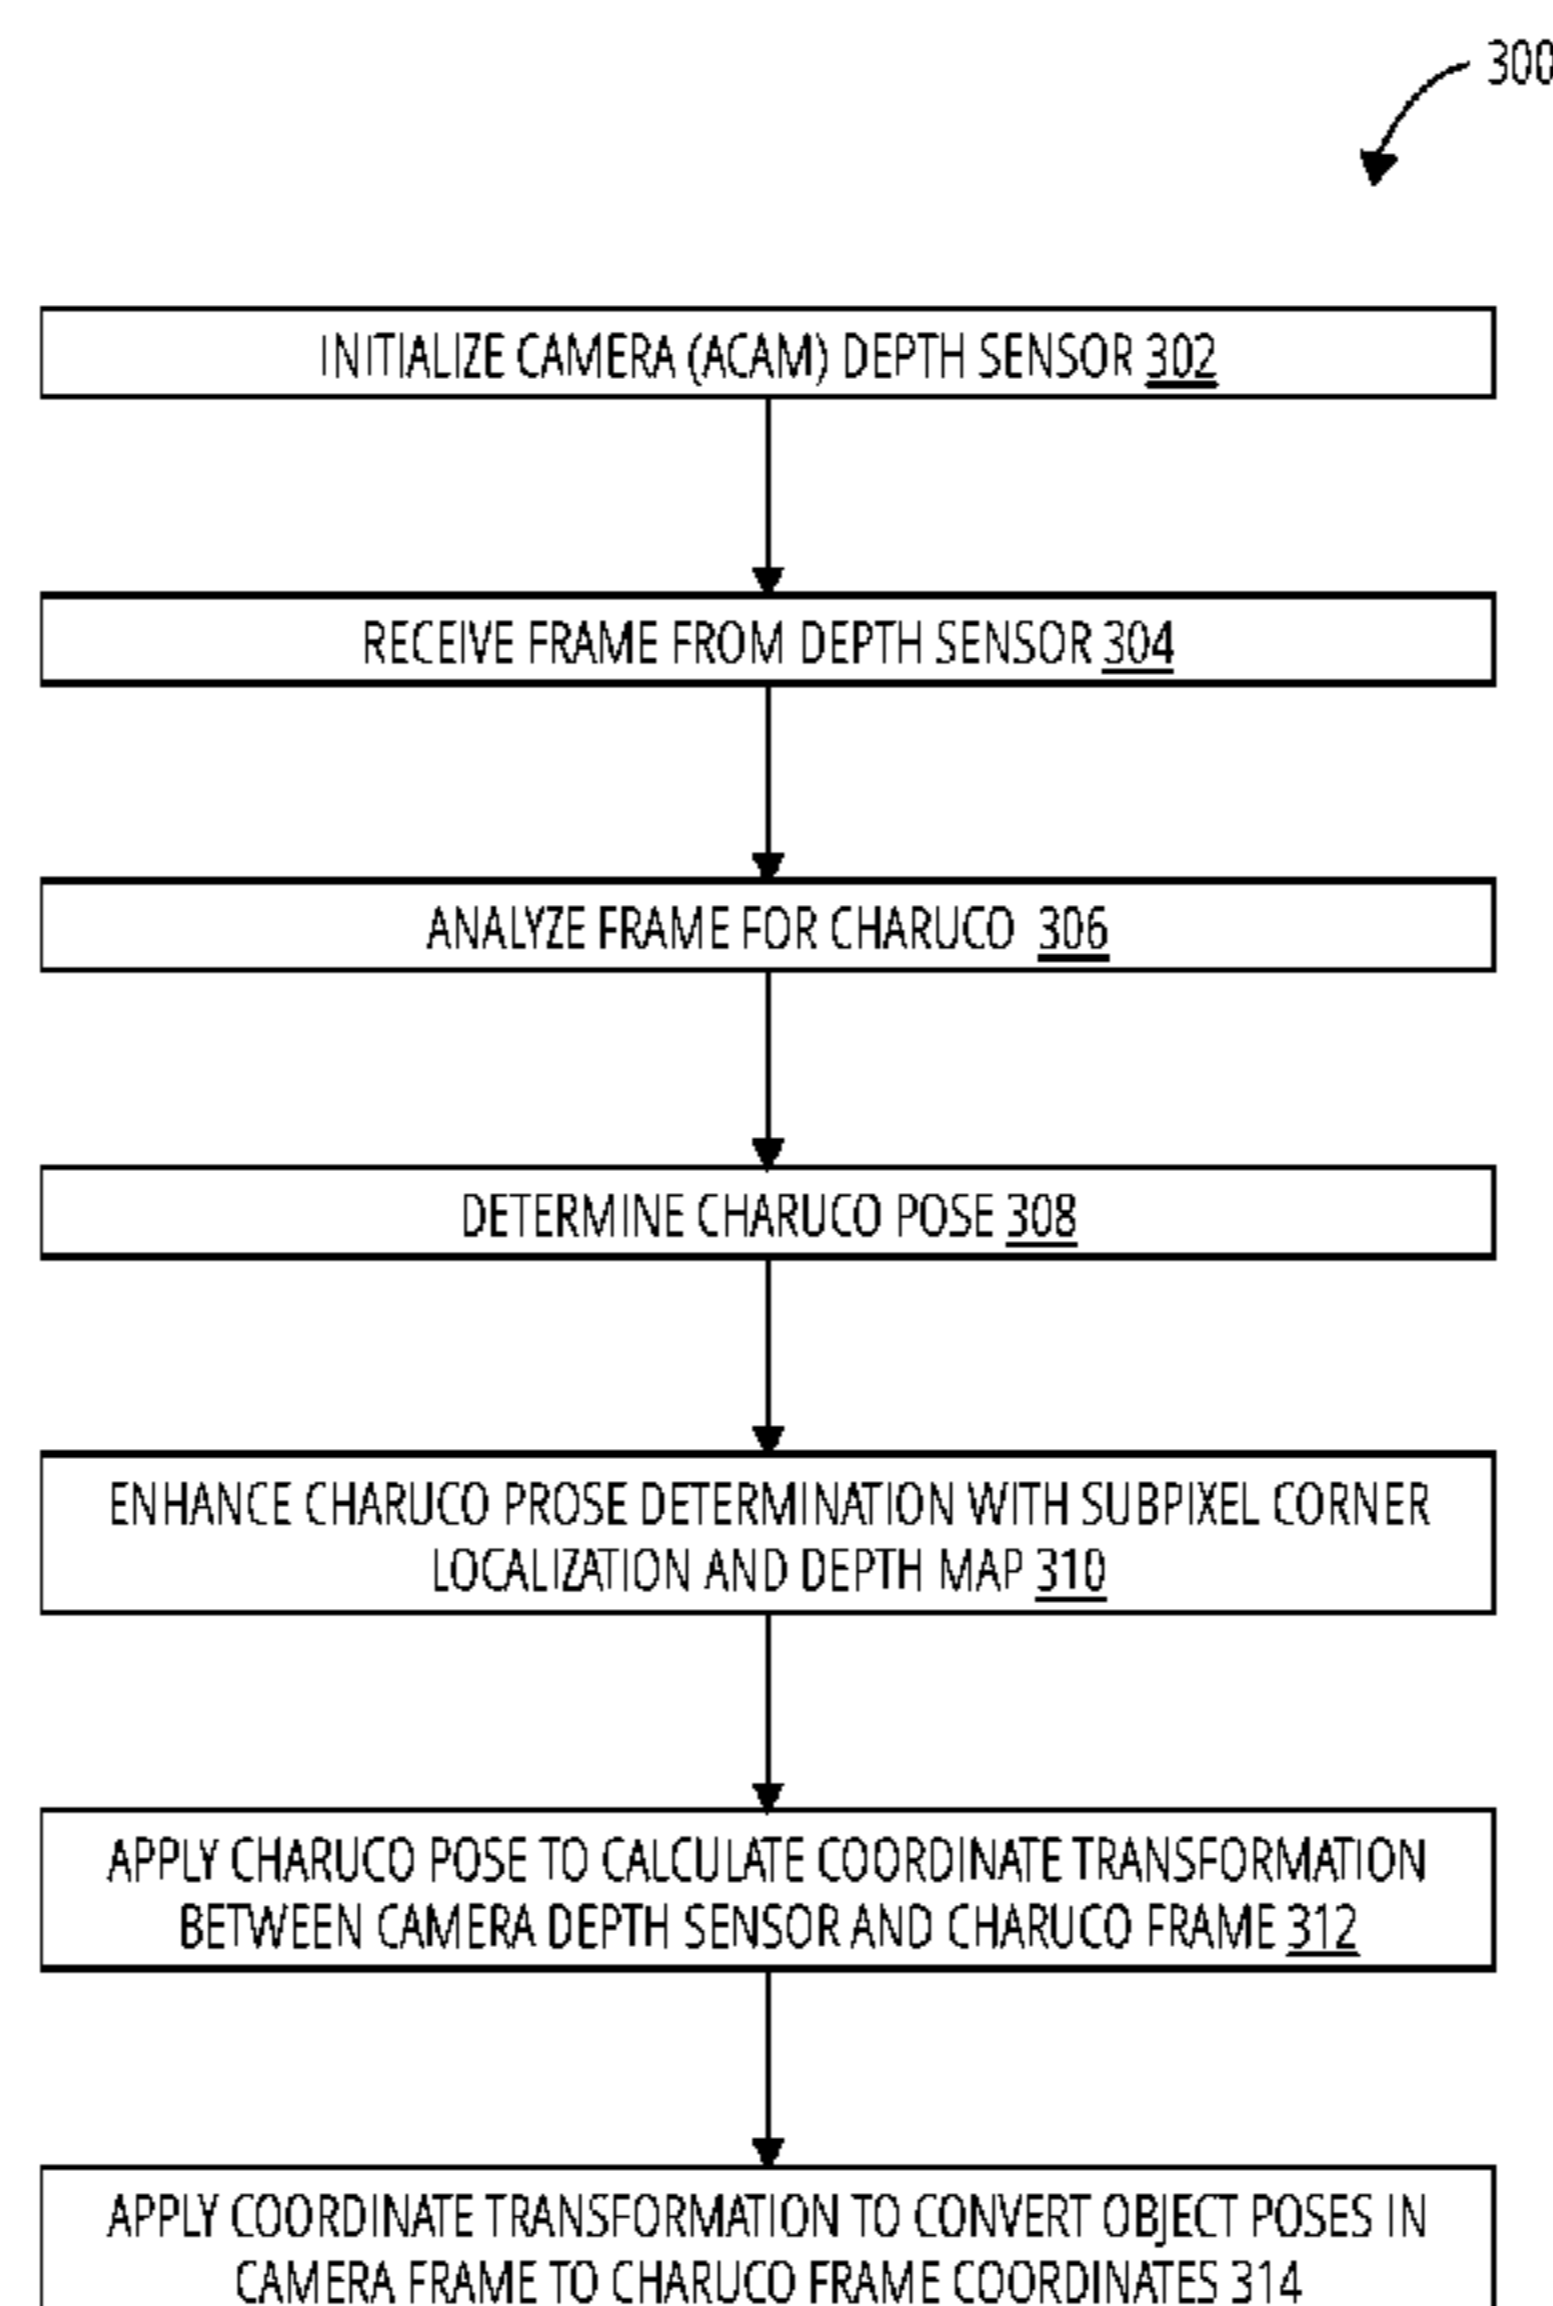 300
INITIALIZE CAMERA (ACAM) DEPTH SENSOR 302
RECEIVE FRAME FROM DEPTH SENSOR 304
ANALYZE FRAME FOR CHARUCO 306
DETERMINE CHARUCO POSE 308
ENHANCE CHARUCO PROSE DETERMINATION WITH SUBPIXEL CORNER
LOCALIZATION AND DEPTH MAP 310
APPLY CHARUCO POSE TO CALCULATE COORDINATE TRANSFORMATION
BETWEEN CAMERA DEPTH SENSOR AND CHARUCO FRAME 312
APPLY COORDINATE TRANSFORMATION TO CONVERT OBJECT POSES IN
CAMERA FRAME TO CHARUCO FRAME COORDINATES 314